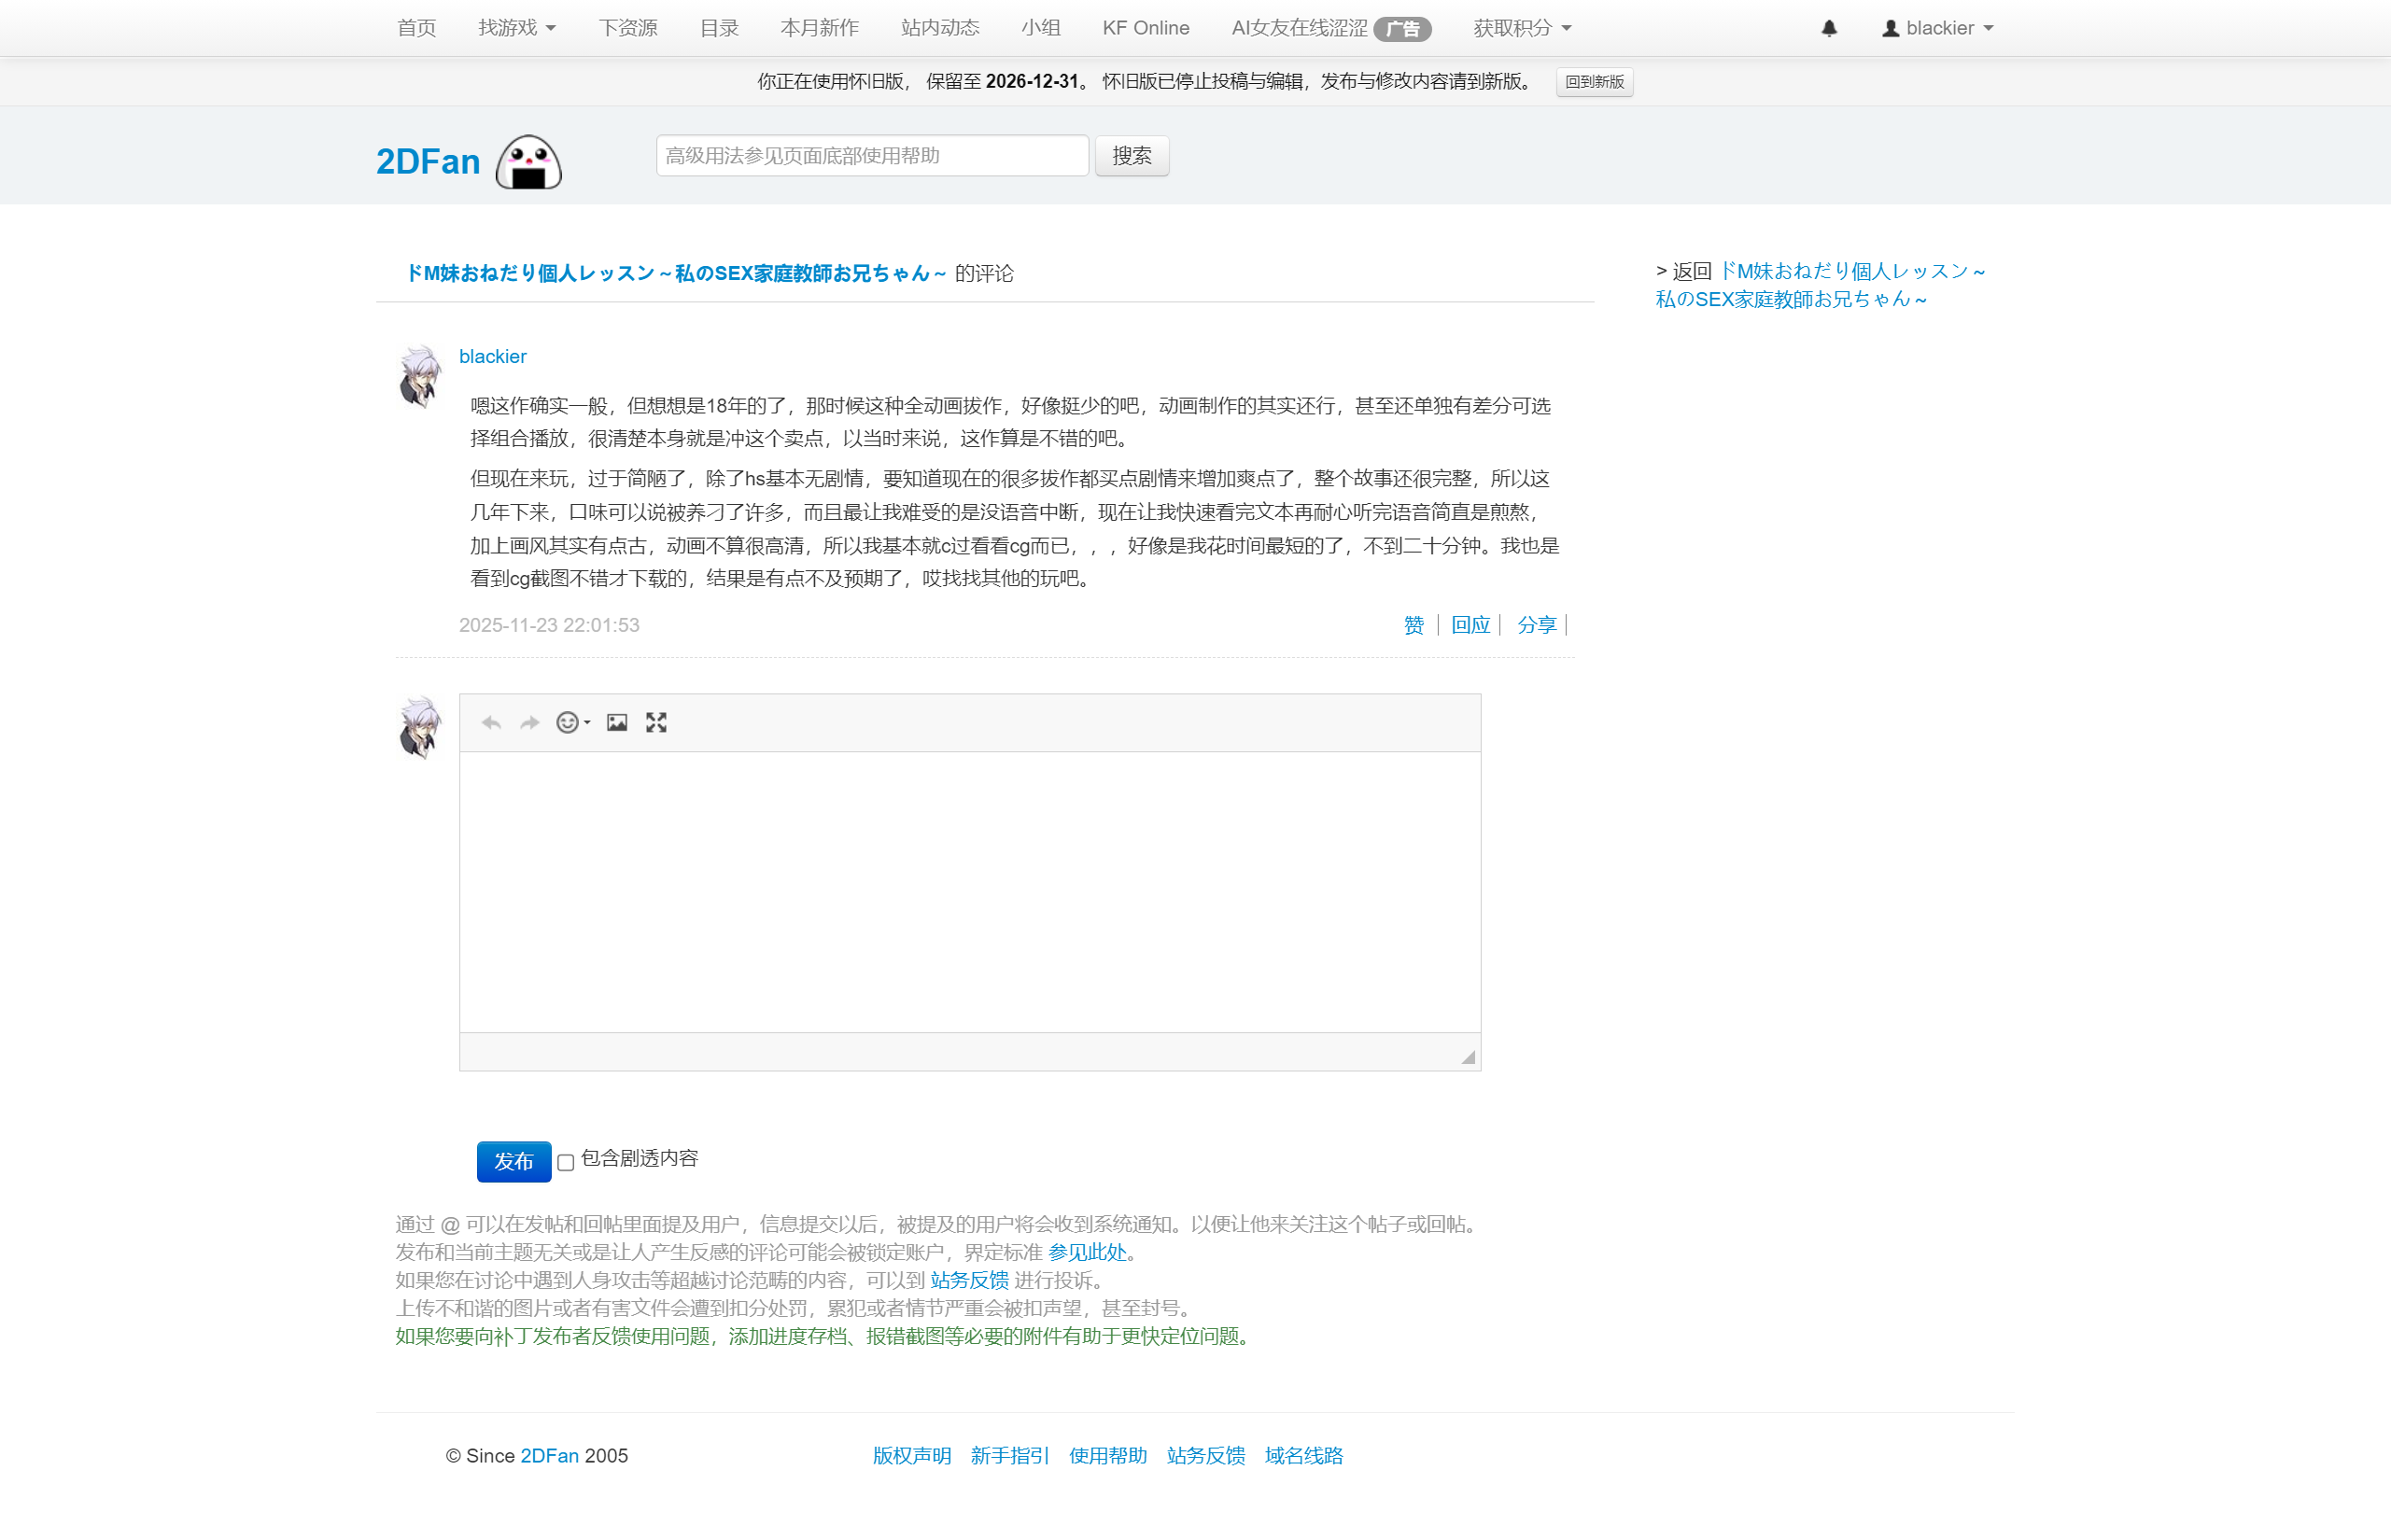 首页 找游戏 下资源 目录 本月新作 站内动态 小组 KF Online AI女友在线涩涩 广告 获取积分 blackier
你正在使用怀旧版， 保留至 2026-12-31。 怀旧版已停止投稿与编辑，发布与修改内容请到新版。 回到新版
2DFan 高级用法参见页面底部使用帮助 搜索
ドM妹おねだり個人レッスン～私のSEX家庭教師お兄ちゃん～ 的评论
> 返回 ドM妹おねだり個人レッスン～
私のSEX家庭教師お兄ちゃん～
blackier
嗯这作确实一般，但想想是18年的了，那时候这种全动画拔作，好像挺少的吧，动画制作的其实还行，甚至还单独有差分可选
择组合播放，很清楚本身就是冲这个卖点，以当时来说，这作算是不错的吧。
但现在来玩，过于简陋了，除了hs基本无剧情，要知道现在的很多拔作都买点剧情来增加爽点了，整个故事还很完整，所以这
几年下来，口味可以说被养刁了许多，而且最让我难受的是没语音中断，现在让我快速看完文本再耐心听完语音简直是煎熬，
加上画风其实有点古，动画不算很高清，所以我基本就c过看看cg而已，，，好像是我花时间最短的了，不到二十分钟。我也是
看到cg截图不错才下载的，结果是有点不及预期了，哎找找其他的玩吧。
2025-11-23 22:01:53 赞 | 回应 | 分享 |
发布 包含剧透内容
通过 @ 可以在发帖和回帖里面提及用户，信息提交以后，被提及的用户将会收到系统通知。以便让他来关注这个帖子或回帖。
发布和当前主题无关或是让人产生反感的评论可能会被锁定账户，界定标准 参见此处。
如果您在讨论中遇到人身攻击等超越讨论范畴的内容，可以到 站务反馈 进行投诉。
上传不和谐的图片或者有害文件会遭到扣分处罚，累犯或者情节严重会被扣声望，甚至封号。
如果您要向补丁发布者反馈使用问题，添加进度存档、报错截图等必要的附件有助于更快定位问题。
© Since 2DFan 2005 版权声明 新手指引 使用帮助 站务反馈 域名线路